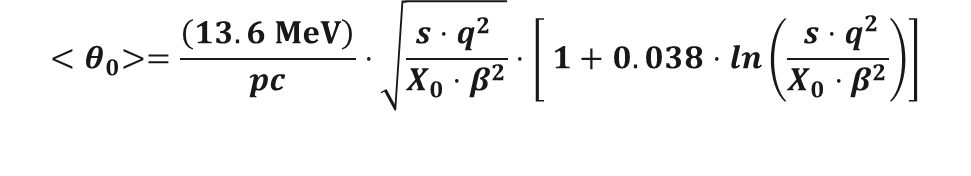 < θ₀ >= (13.6 MeV) / pc · √(s · q² / X₀ · β²) · [ 1 + 0.038 · ln (s · q² / X₀ · β²)]